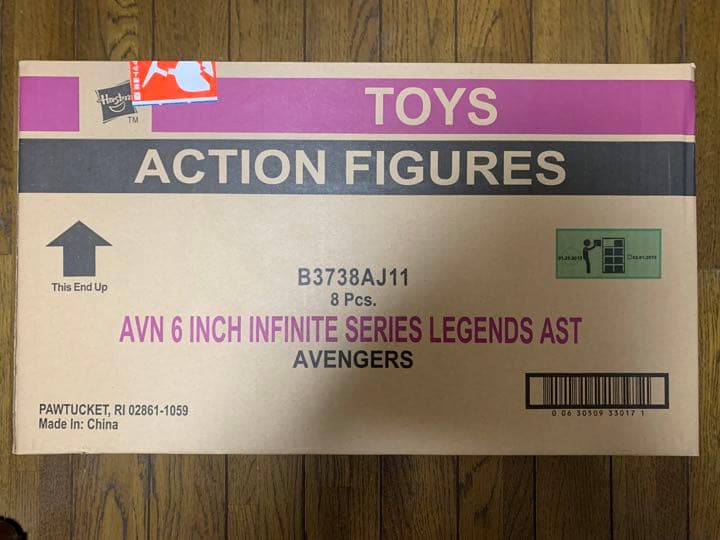 Hasbro
TM
TOYS
ACTION FIGURES
This End Up
B3738AJ11
8 Pcs.
AVN 6 INCH INFINITE SERIES LEGENDS AST
AVENGERS
PAWTUCKET, RI 02861-1059
Made In: China
0 06 30509 33017 1